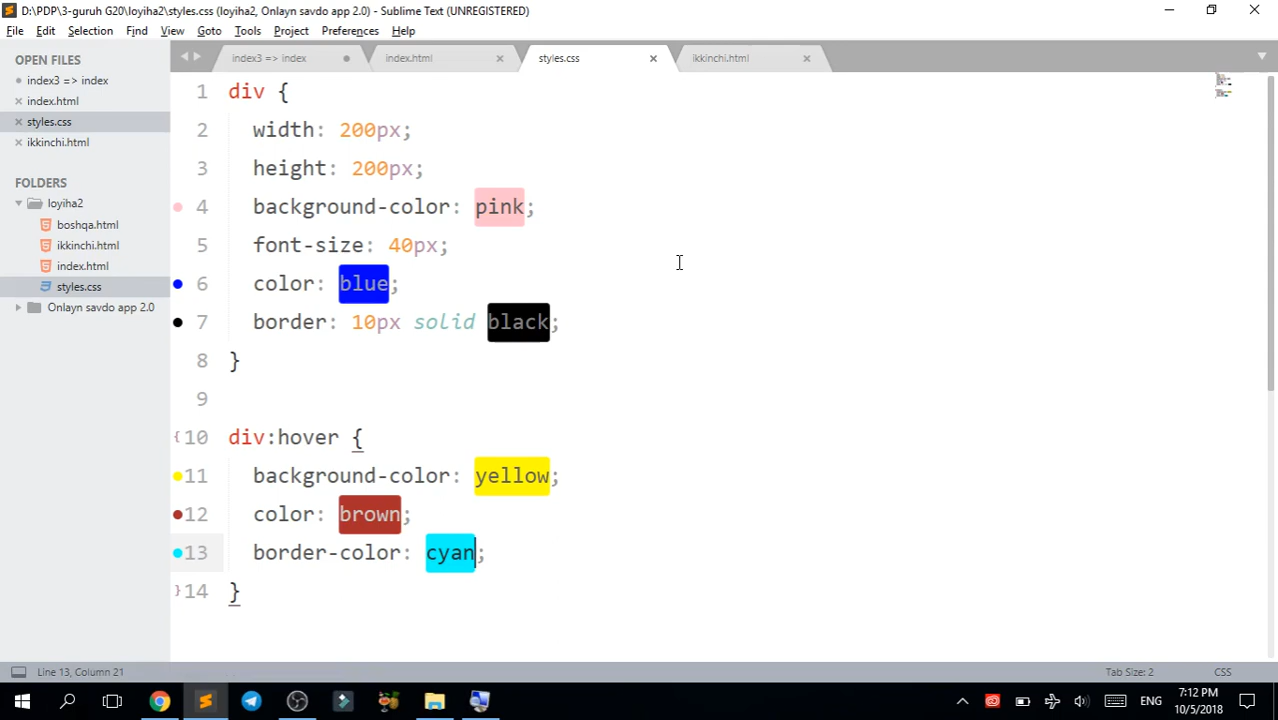 D:\PDP\3-guruh G20\loyiha2\styles.css (loyiha2, Onlayn savdo app 2.0) - Sublime Text (UNREGISTERED)
File Edit Selection Find View Goto Tools Project Preferences Help
OPEN FILES
index3 => index
index.html
styles.css
ikkinchi.html
FOLDERS
loyiha2
boshqa.html
ikkinchi.html
index.html
styles.css
Onlayn savdo app 2.0
index3 => index index.html styles.css ikkinchi.html
1 div {
2 width: 200px;
3 height: 200px;
4 background-color: pink;
5 font-size: 40px;
6 color: blue;
7 border: 10px solid black;
8 }
9
10 div:hover {
11 background-color: yellow;
12 color: brown;
13 border-color: cyan;
14 }
Line 13, Column 21 Tab Size: 2 CSS
ENG 7:12 PM
10/5/2018